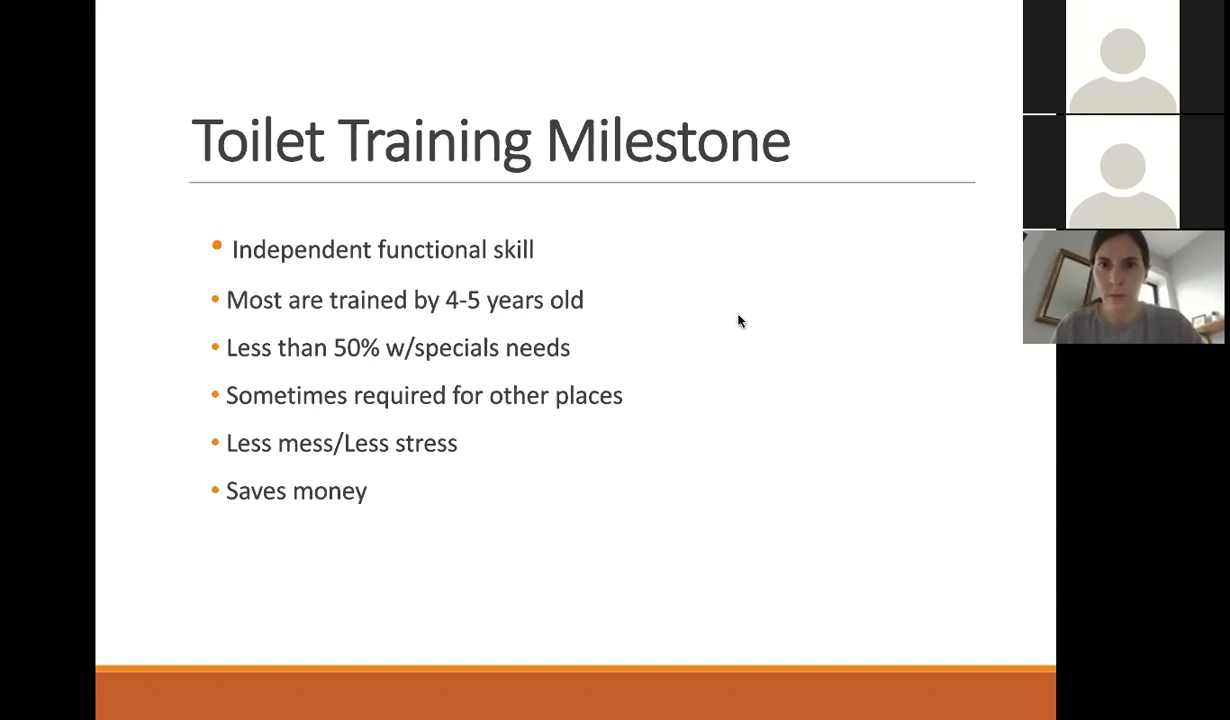 Toilet Training Milestone
• Independent functional skill
• Most are trained by 4-5 years old
• Less than 50% w/specials needs
• Sometimes required for other places
• Less mess/Less stress
• Saves money